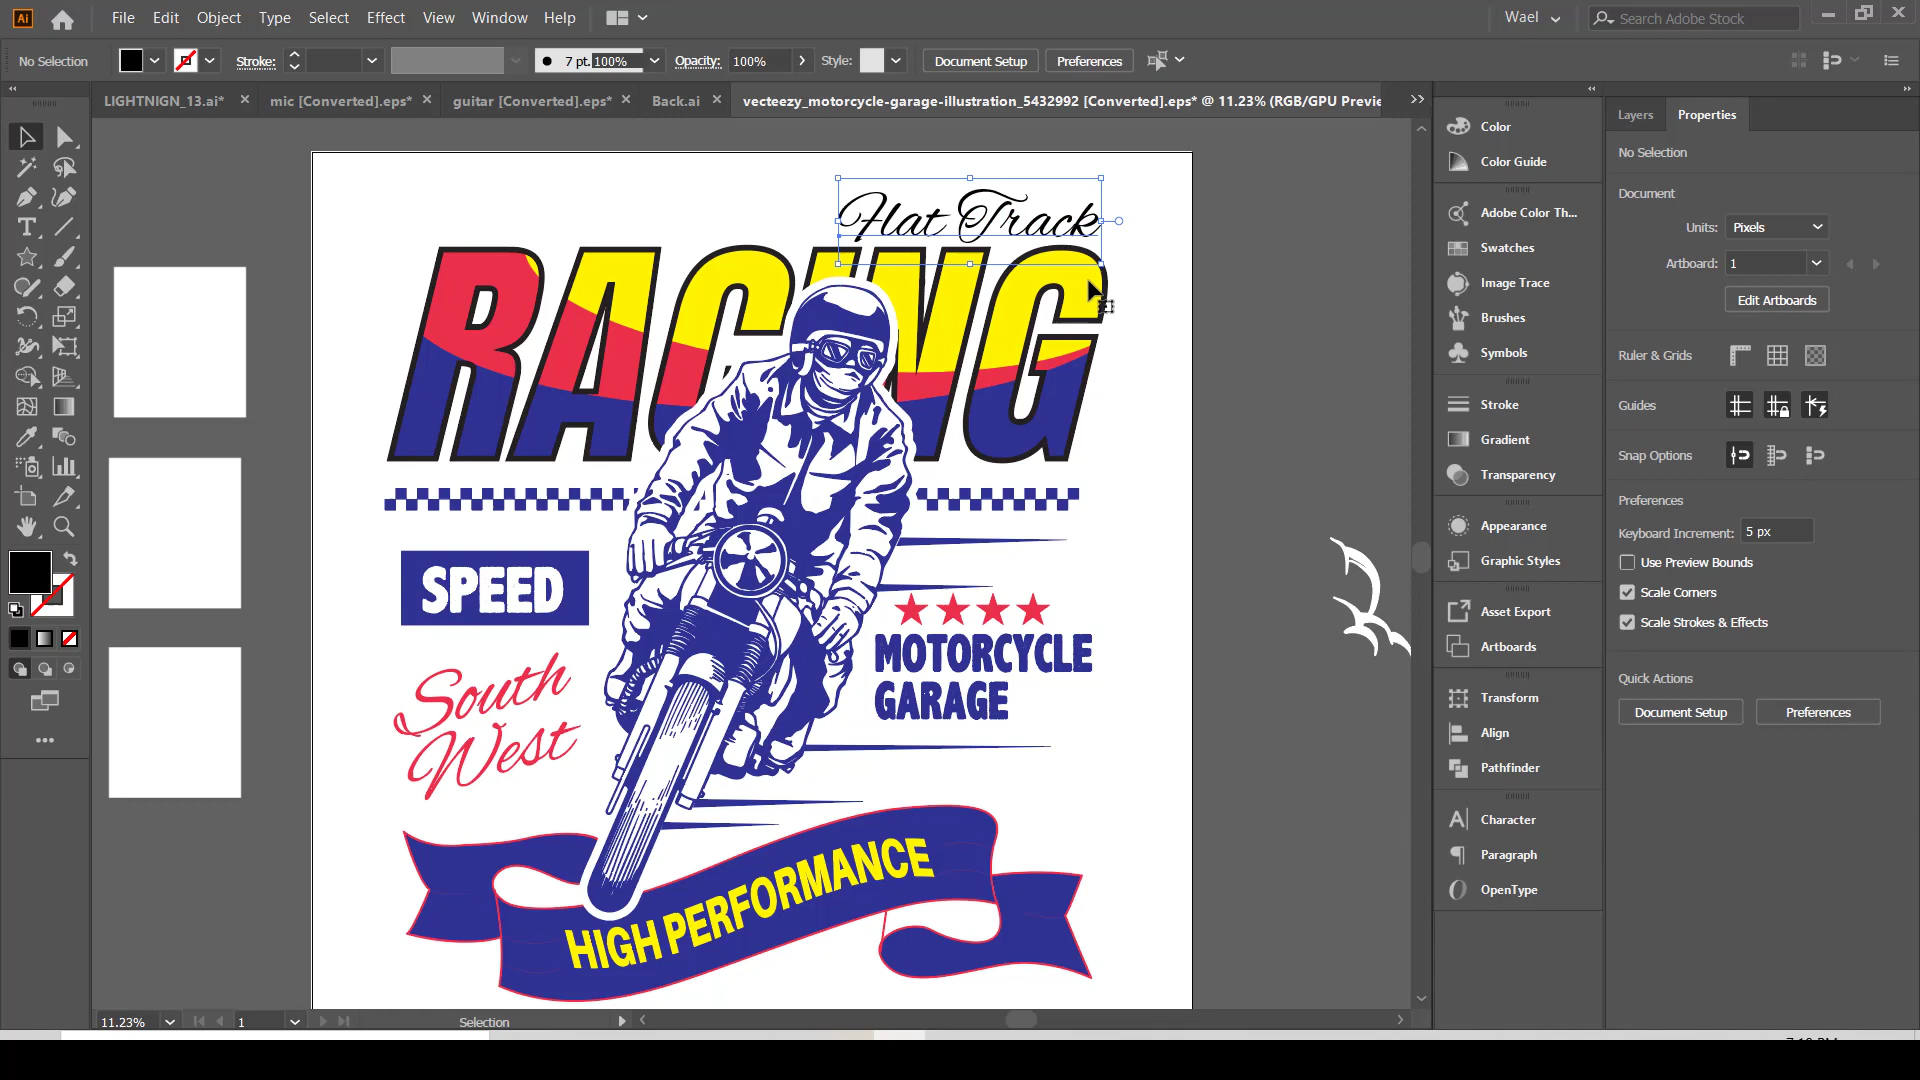 Ai File Edit Object Type Select Effect View Window Help Wael Search Adobe Stock
No Selection Stroke: 7 pt. 100% Opacity: 100% Style: Document Setup Preferences
LIGHTNIGN_13.ai* mic [Converted].eps* guitar [Converted].eps* Back.ai vecteezy_motorcycle-garage-illustration_5432992 [Converted].eps* @ 11.23% (RGB/GPU Previe
Flat Track
RACING
SPEED
South
West
MOTORCYCLE
GARAGE
HIGH PERFORMANCE
Color
Color Guide
Adobe Color Th...
Swatches
Image Trace
Brushes
Symbols
Stroke
Gradient
Transparency
Appearance
Graphic Styles
Asset Export
Artboards
Transform
Align
Pathfinder
Character
Paragraph
OpenType
Layers Properties
No Selection
Document
Units: Pixels
Artboard: 1
Edit Artboards
Ruler & Grids
Guides
Snap Options
Preferences
Keyboard Increment: 5 px
Use Preview Bounds
Scale Corners
Scale Strokes & Effects
Quick Actions
Document Setup Preferences
11.23% 1 Selection